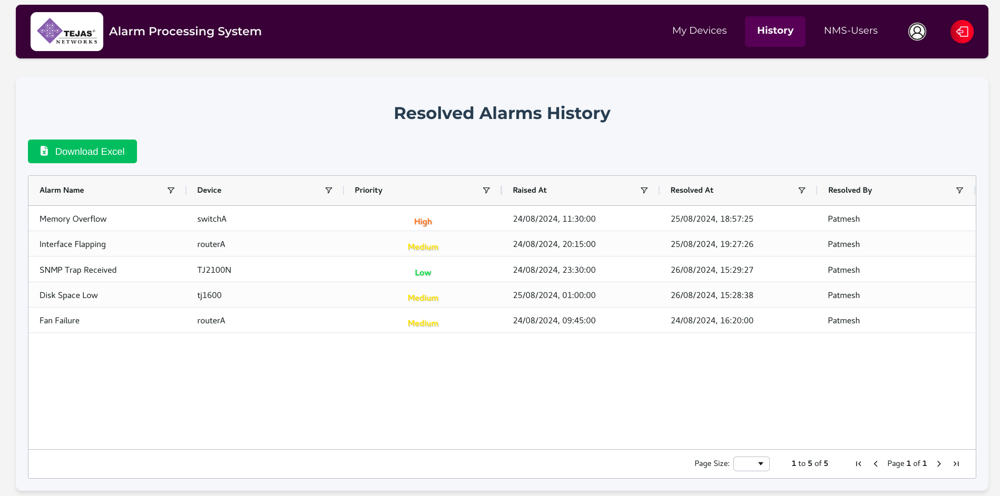 TEJAS®
NETWORKS
Alarm Processing System
My Devices History NMS-Users
Resolved Alarms History
Download Excel
Alarm Name Device Priority Raised At Resolved At Resolved By
Memory Overflow switchA High 24/08/2024, 11:30:00 25/08/2024, 18:57:25 Patmesh
Interface Flapping routerA Medium 24/08/2024, 20:15:00 25/08/2024, 19:27:26 Patmesh
SNMP Trap Received TJ2100N Low 24/08/2024, 23:30:00 26/08/2024, 15:29:27 Patmesh
Disk Space Low tj1600 Medium 25/08/2024, 01:00:00 26/08/2024, 15:28:38 Patmesh
Fan Failure routerA Medium 24/08/2024, 09:45:00 24/08/2024, 16:20:00 Patmesh
Page Size: 1 to 5 of 5 Page 1 of 1